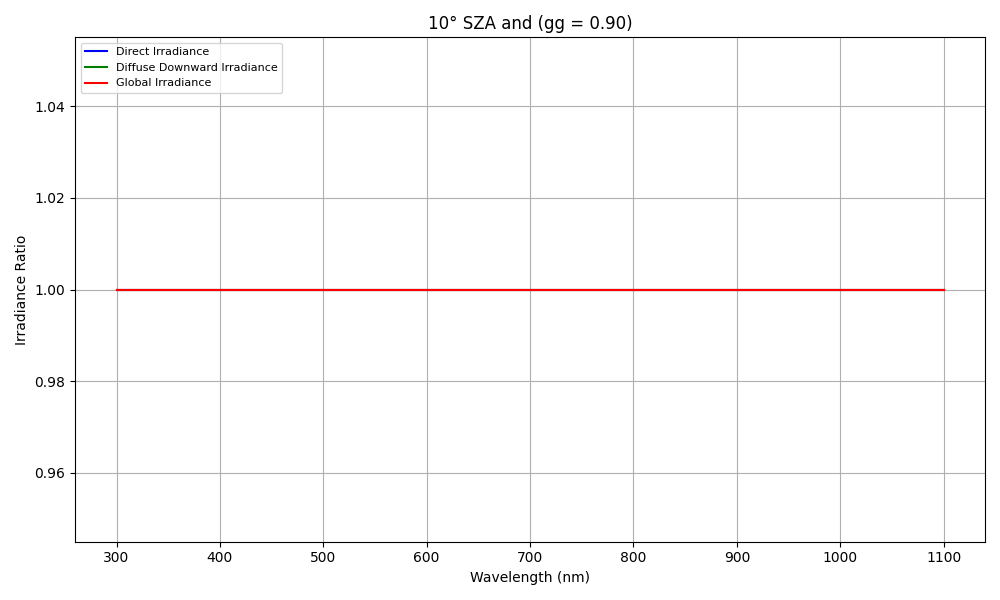 10° SZA and (gg = 0.90)
Direct Irradiance
Diffuse Downward Irradiance
Global Irradiance
Irradiance Ratio
1.04
1.02
1.00
0.98
0.96
300 400 500 600 700 800 900 1000 1100
Wavelength (nm)